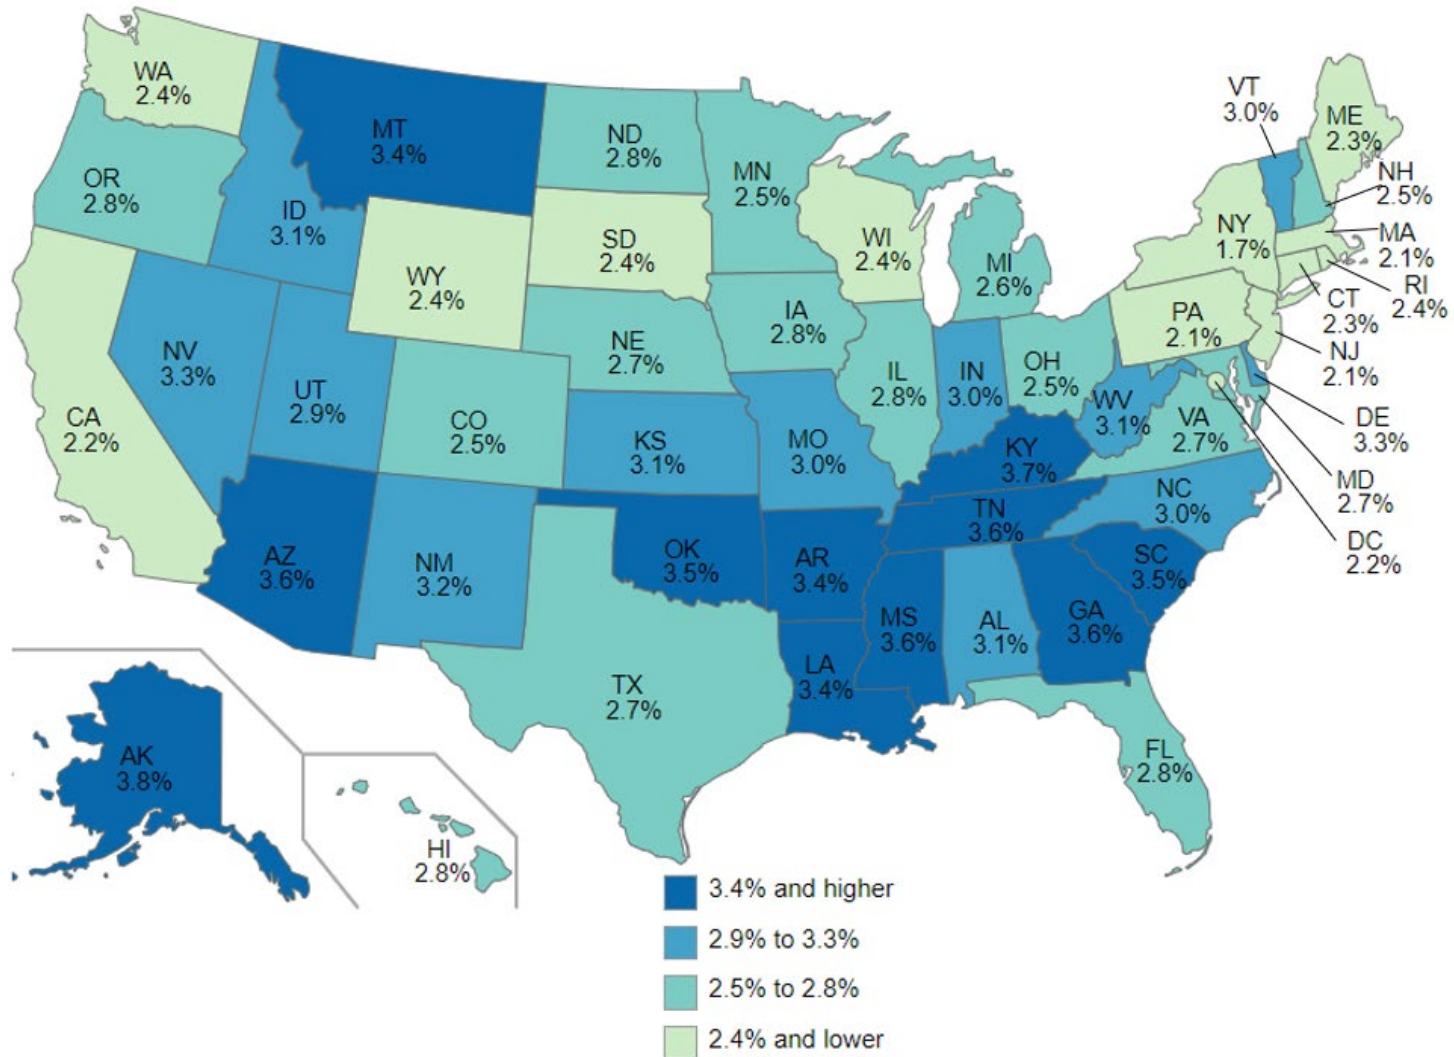 WA
2.4%
MT
3.4%
ND
2.8%
MN
2.5%
VT
3.0%
ME
2.3%
NH
2.5%
OR
2.8%
ID
3.1%
WY
2.4%
SD
2.4%
WI
2.4%
MI
2.6%
NY
1.7%
MA
2.1%
RI
2.4%
CT
2.3%
NJ
2.1%
PA
2.1%
NV
3.3%
UT
2.9%
CO
2.5%
NE
2.7%
IA
2.8%
IL
2.8%
IN
3.0%
OH
2.5%
WV
3.1%
VA
2.7%
DE
3.3%
MD
2.7%
DC
2.2%
CA
2.2%
KS
3.1%
MO
3.0%
KY
3.7%
NC
3.0%
TN
3.6%
SC
3.5%
AZ
3.6%
NM
3.2%
OK
3.5%
AR
3.4%
MS
3.6%
AL
3.1%
GA
3.6%
LA
3.4%
TX
2.7%
FL
2.8%
AK
3.8%
HI
2.8%
3.4% and higher
2.9% to 3.3%
2.5% to 2.8%
2.4% and lower